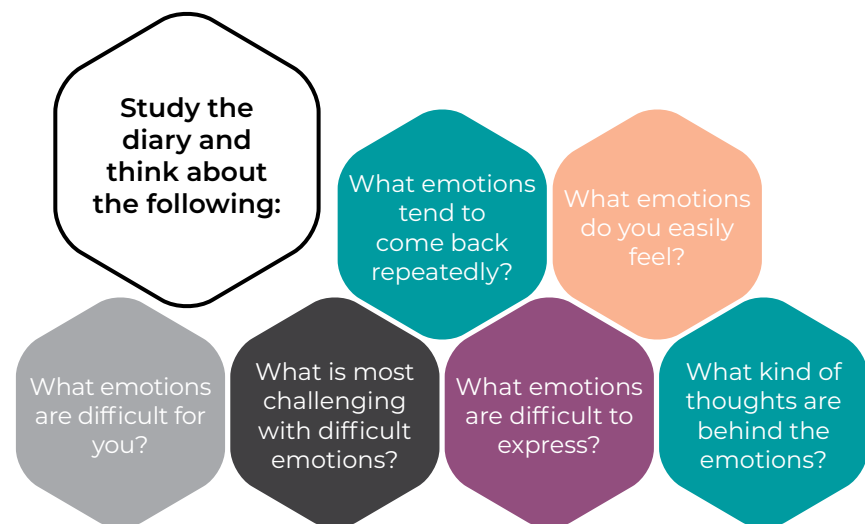 Study the
diary and
think about
the following:
What emotions
tend to
come back
repeatedly?
What emotions
do you easily
feel?
What emotions
are difficult for
you?
What is most
challenging
with difficult
emotions?
What emotions
are difficult to
express?
What kind of
thoughts are
behind the
emotions?